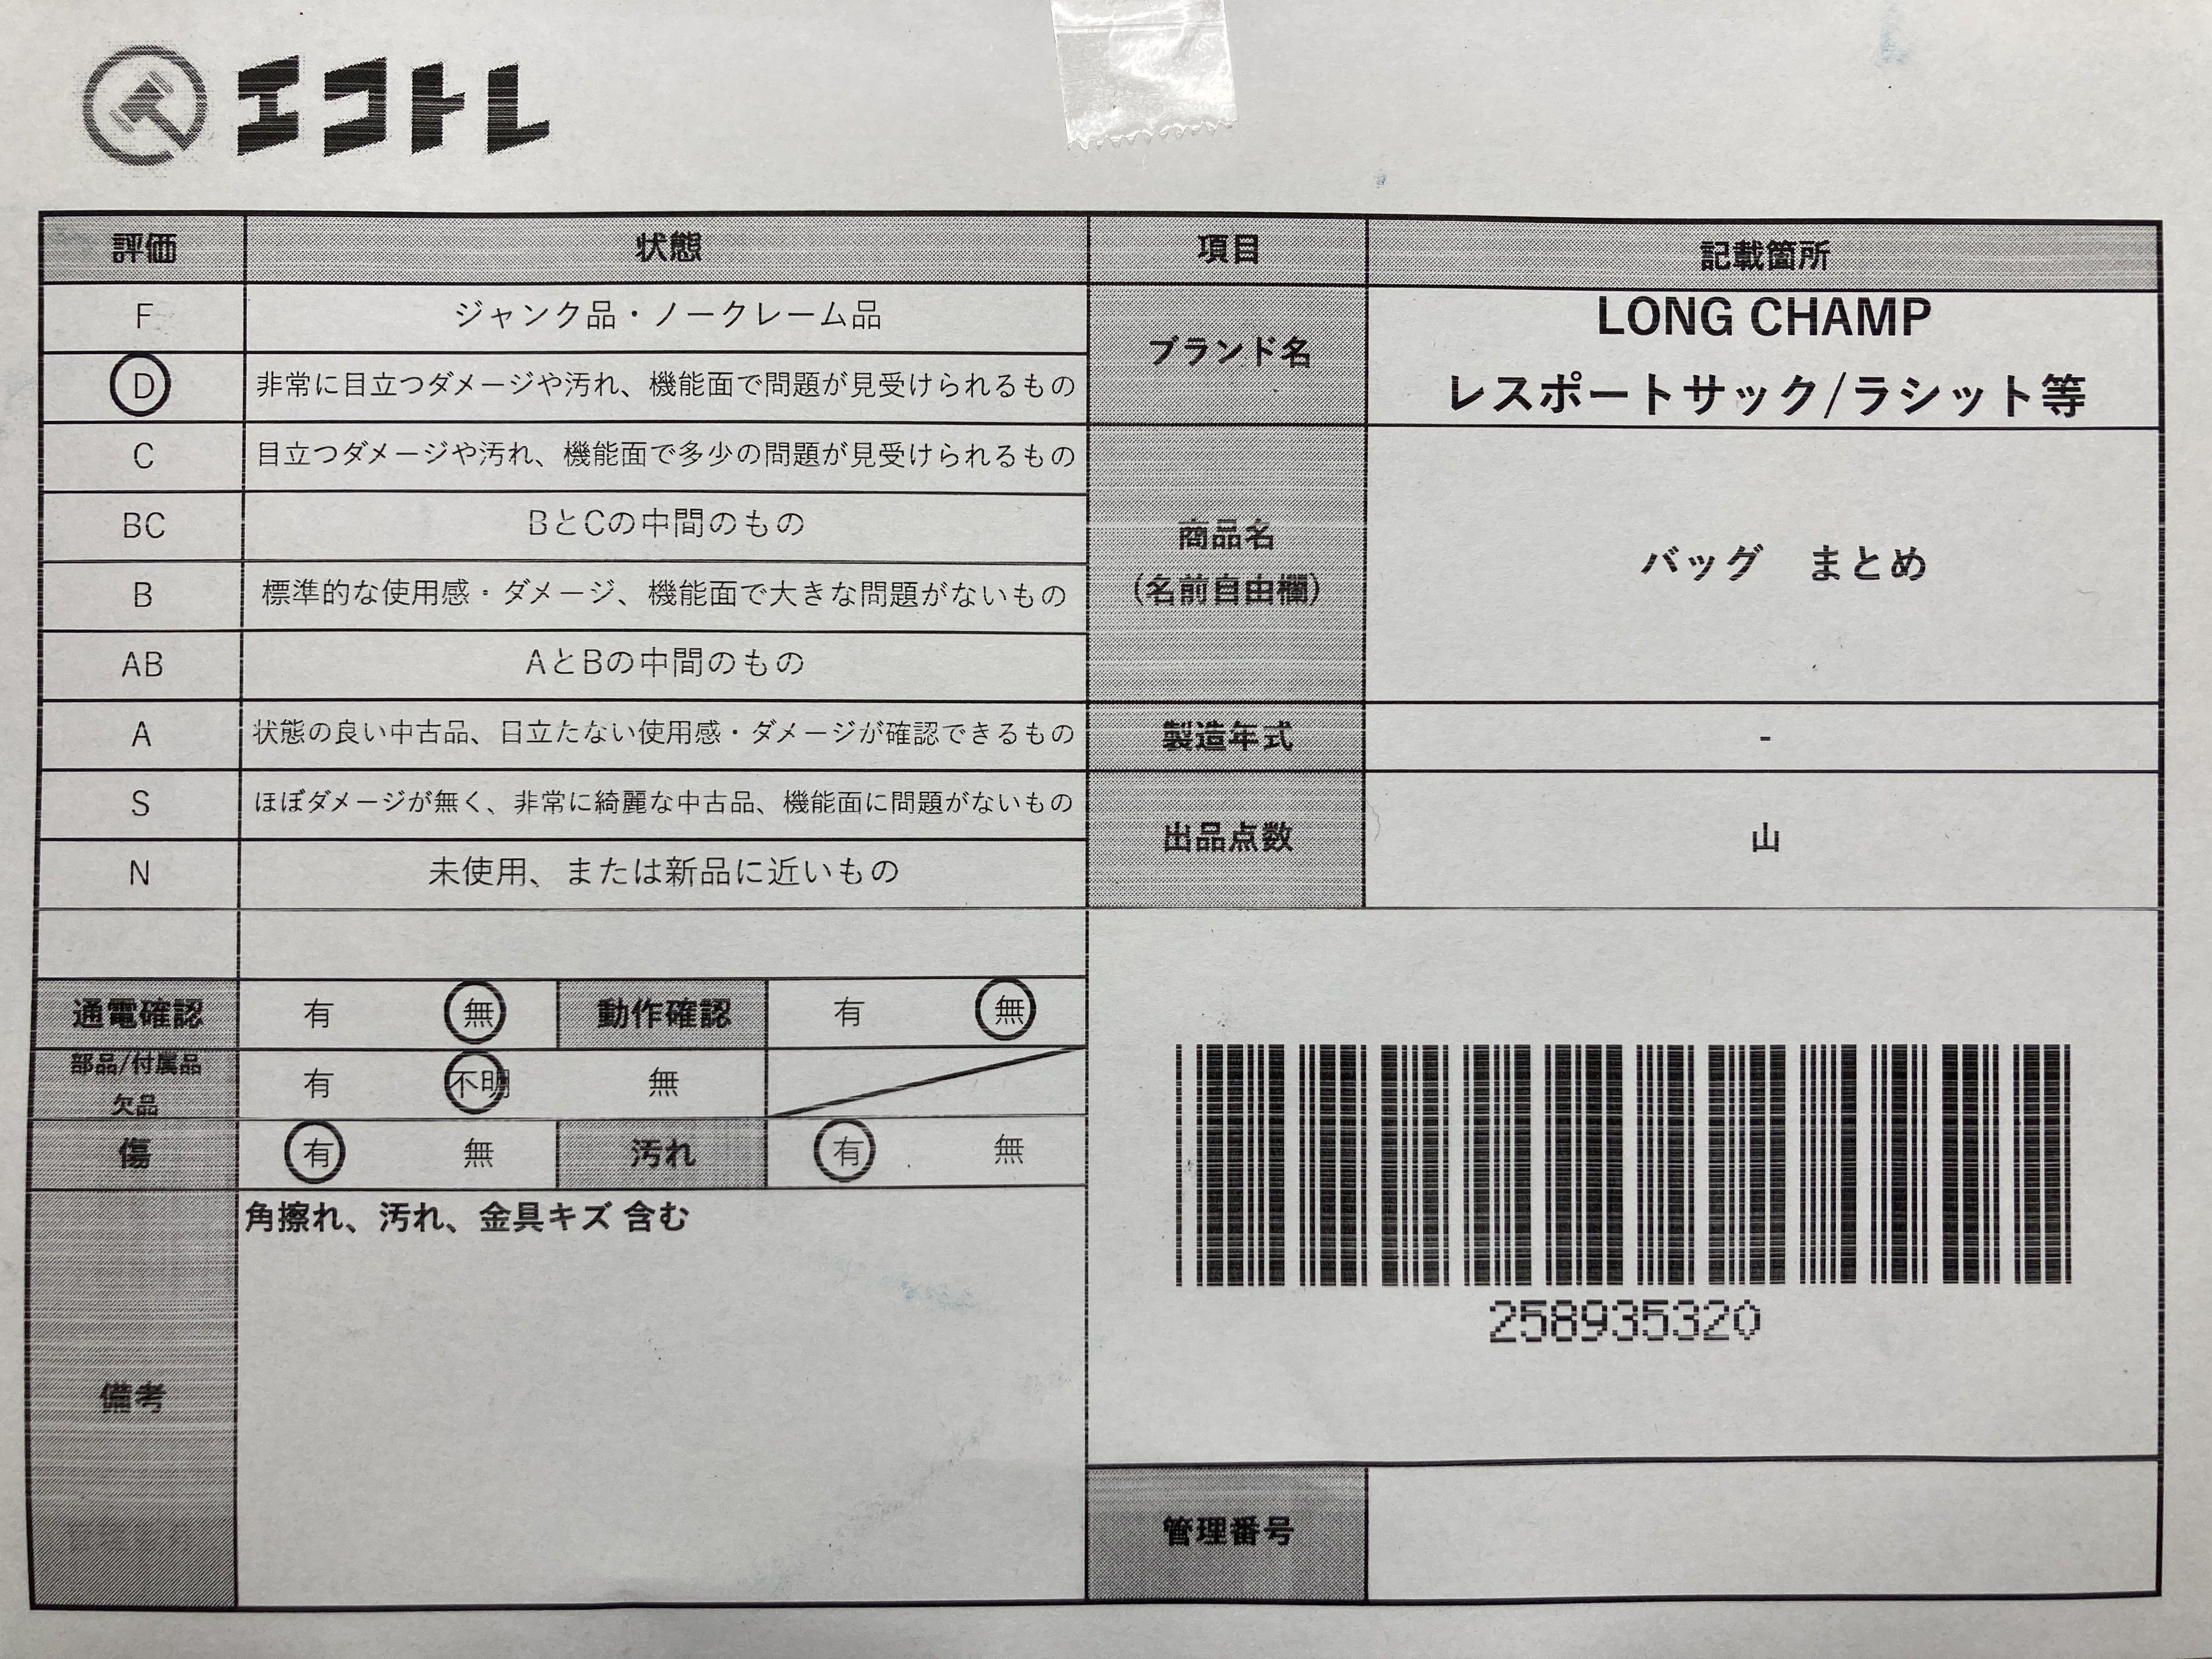 エコトレ
評価 状態 項目 記載箇所
F ジャンク品・ノークレーム品
D 非常に目立つダメージや汚れ、機能面で問題が見受けられるもの
C 目立つダメージや汚れ、機能面で多少の問題が見受けられるもの
BC BとCの中間のもの
B 標準的な使用感・ダメージ、機能面で大きな問題がないもの
AB AとBの中間のもの
A 状態の良い中古品、目立たない使用感・ダメージが確認できるもの
S ほぼダメージが無く、非常に綺麗な中古品、機能面に問題がないもの
N 未使用、または新品に近いもの
ブランド名
LONG CHAMP
レスポートサック/ラシット等
商品名
(名前自由欄)
バッグ まとめ
製造年式 -
出品点数 山
通電確認 有 無 動作確認 有 無
部品/付属品
欠品
有 不明 無
傷 有 無 汚れ 有 無
備考
角擦れ、汚れ、金具キズ 含む
258935320
管理番号